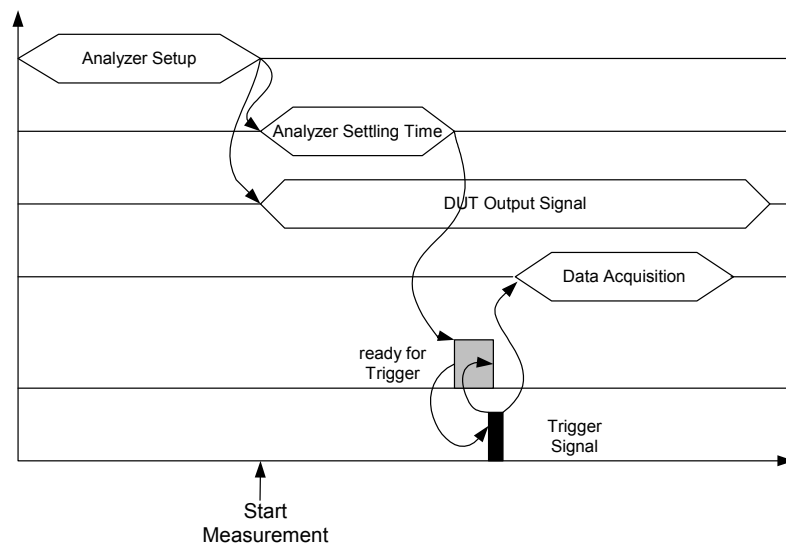 Analyzer Setup
Analyzer Settling Time
DUT Output Signal
Data Acquisition
ready for
Trigger
Trigger
Signal
Start
Measurement